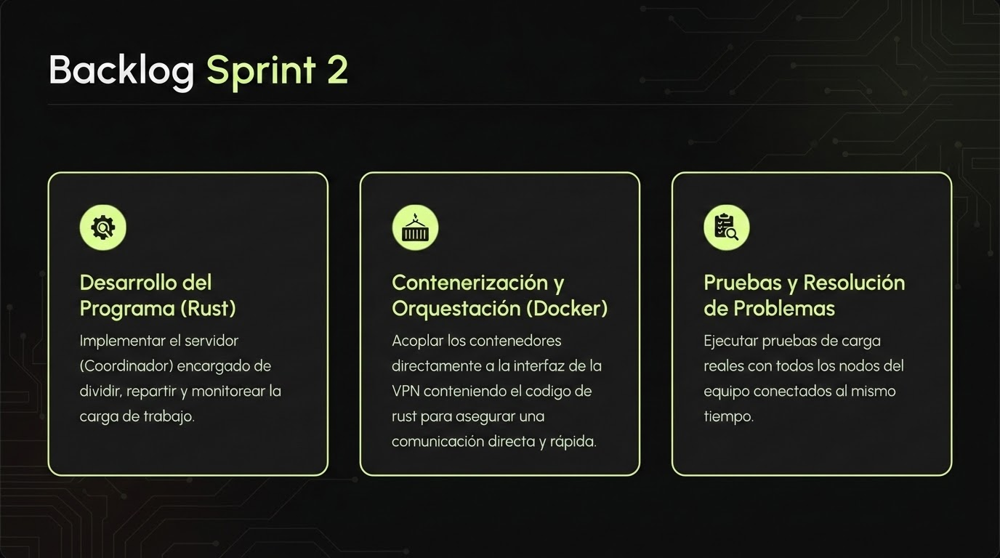 Backlog Sprint 2
Desarrollo del
Programa (Rust)
Implementar el servidor
(Coordinador) encargado de
dividir, repartir y monitorear la
carga de trabajo.
Contenerización y
Orquestación (Docker)
Acoplar los contenedores
directamente a la interfaz de la
VPN conteniendo el codigo de
rust para asegurar una
comunicación directa y rápida.
Pruebas y Resolución
de Problemas
Ejecutar pruebas de carga
reales con todos los nodos del
equipo conectados al mismo
tiempo.